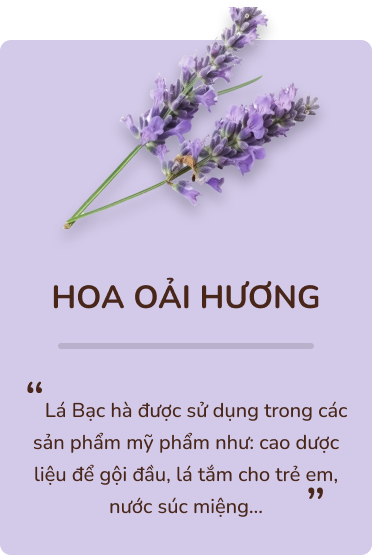 HOA OẢI HƯƠNG
“ Lá Bạc hà được sử dụng trong các
sản phẩm mỹ phẩm như: cao dược
liệu để gội đầu, lá tắm cho trẻ em,
nước súc miệng... ”